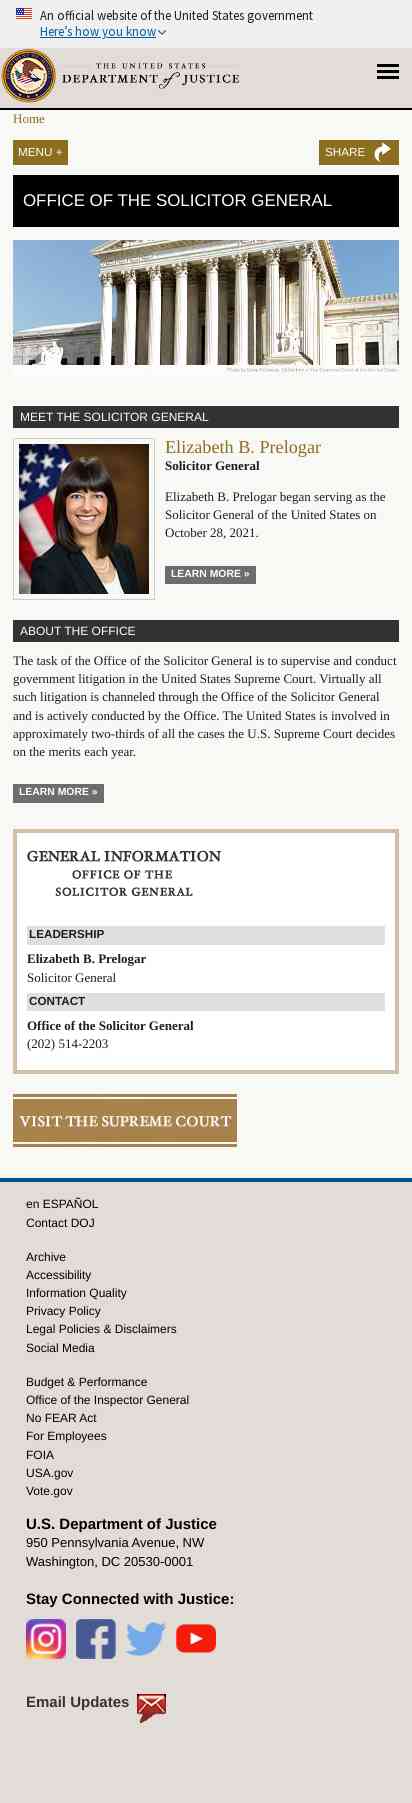 An official website of the United States government
Here's how you know
THE UNITED STATES
DEPARTMENT of JUSTICE
Home
MENU +
SHARE
OFFICE OF THE SOLICITOR GENERAL
MEET THE SOLICITOR GENERAL
Elizabeth B. Prelogar
Solicitor General
Elizabeth B. Prelogar began serving as the
Solicitor General of the United States on
October 28, 2021.
LEARN MORE »
ABOUT THE OFFICE
The task of the Office of the Solicitor General is to supervise and conduct
government litigation in the United States Supreme Court. Virtually all
such litigation is channeled through the Office of the Solicitor General
and is actively conducted by the Office. The United States is involved in
approximately two-thirds of all the cases the U.S. Supreme Court decides
on the merits each year.
LEARN MORE »
GENERAL INFORMATION
OFFICE OF THE
SOLICITOR GENERAL
LEADERSHIP
Elizabeth B. Prelogar
Solicitor General
CONTACT
Office of the Solicitor General
(202) 514-2203
VISIT THE SUPREME COURT
en ESPAÑOL
Contact DOJ
Archive
Accessibility
Information Quality
Privacy Policy
Legal Policies & Disclaimers
Social Media
Budget & Performance
Office of the Inspector General
No FEAR Act
For Employees
FOIA
USA.gov
Vote.gov
U.S. Department of Justice
950 Pennsylvania Avenue, NW
Washington, DC 20530-0001
Stay Connected with Justice:
Email Updates